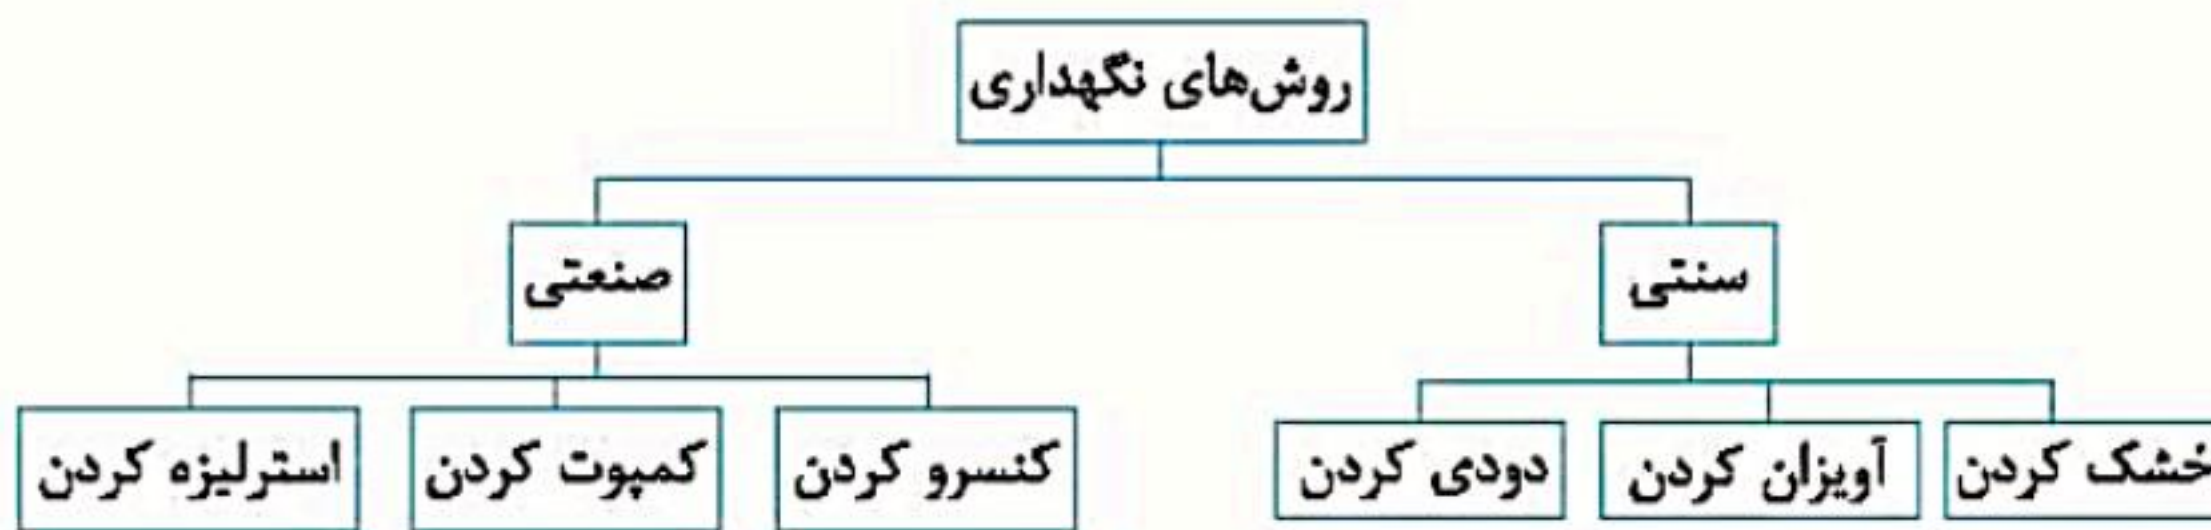 روش‌های نگهداری
سنتی
صنعتی
خشک کردن
آویزان کردن
دودی کردن
کنسرو کردن
کمپوت کردن
استرلیزه کردن